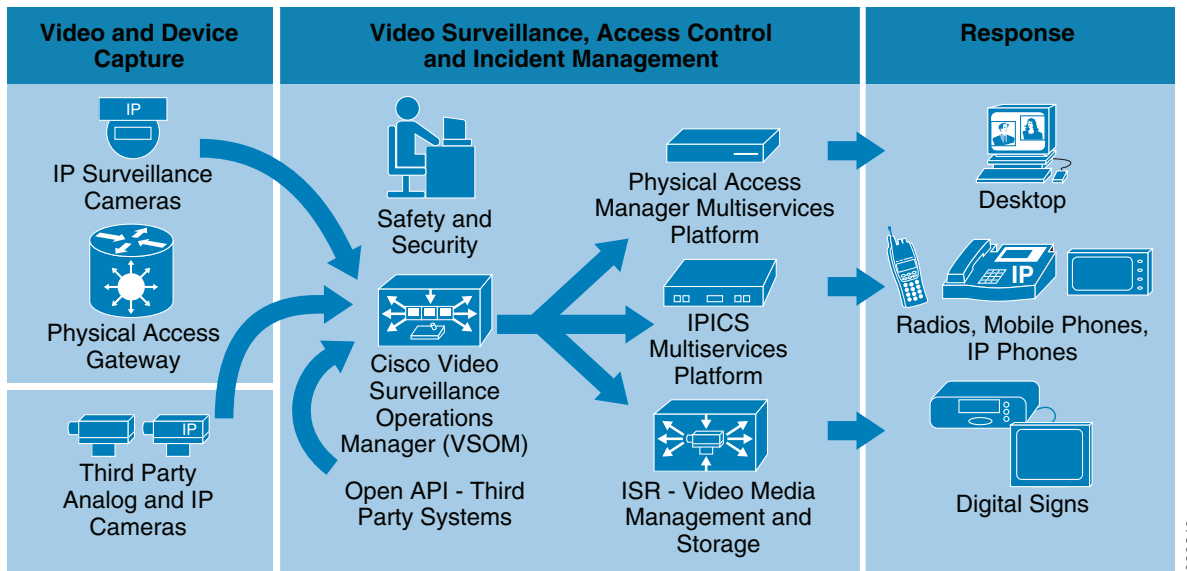 Video and Device
Capture
Video Surveillance, Access Control
and Incident Management
Response
IP
IP Surveillance
Cameras
Physical Access
Gateway
IP
Third Party
Analog and IP
Cameras
Safety and
Security
Cisco Video
Surveillance
Operations
Manager (VSOM)
Open API - Third
Party Systems
Physical Access
Manager Multiservices
Platform
IPICS
Multiservices
Platform
ISR - Video Media
Management and
Storage
Desktop
IP
Radios, Mobile Phones,
IP Phones
Digital Signs